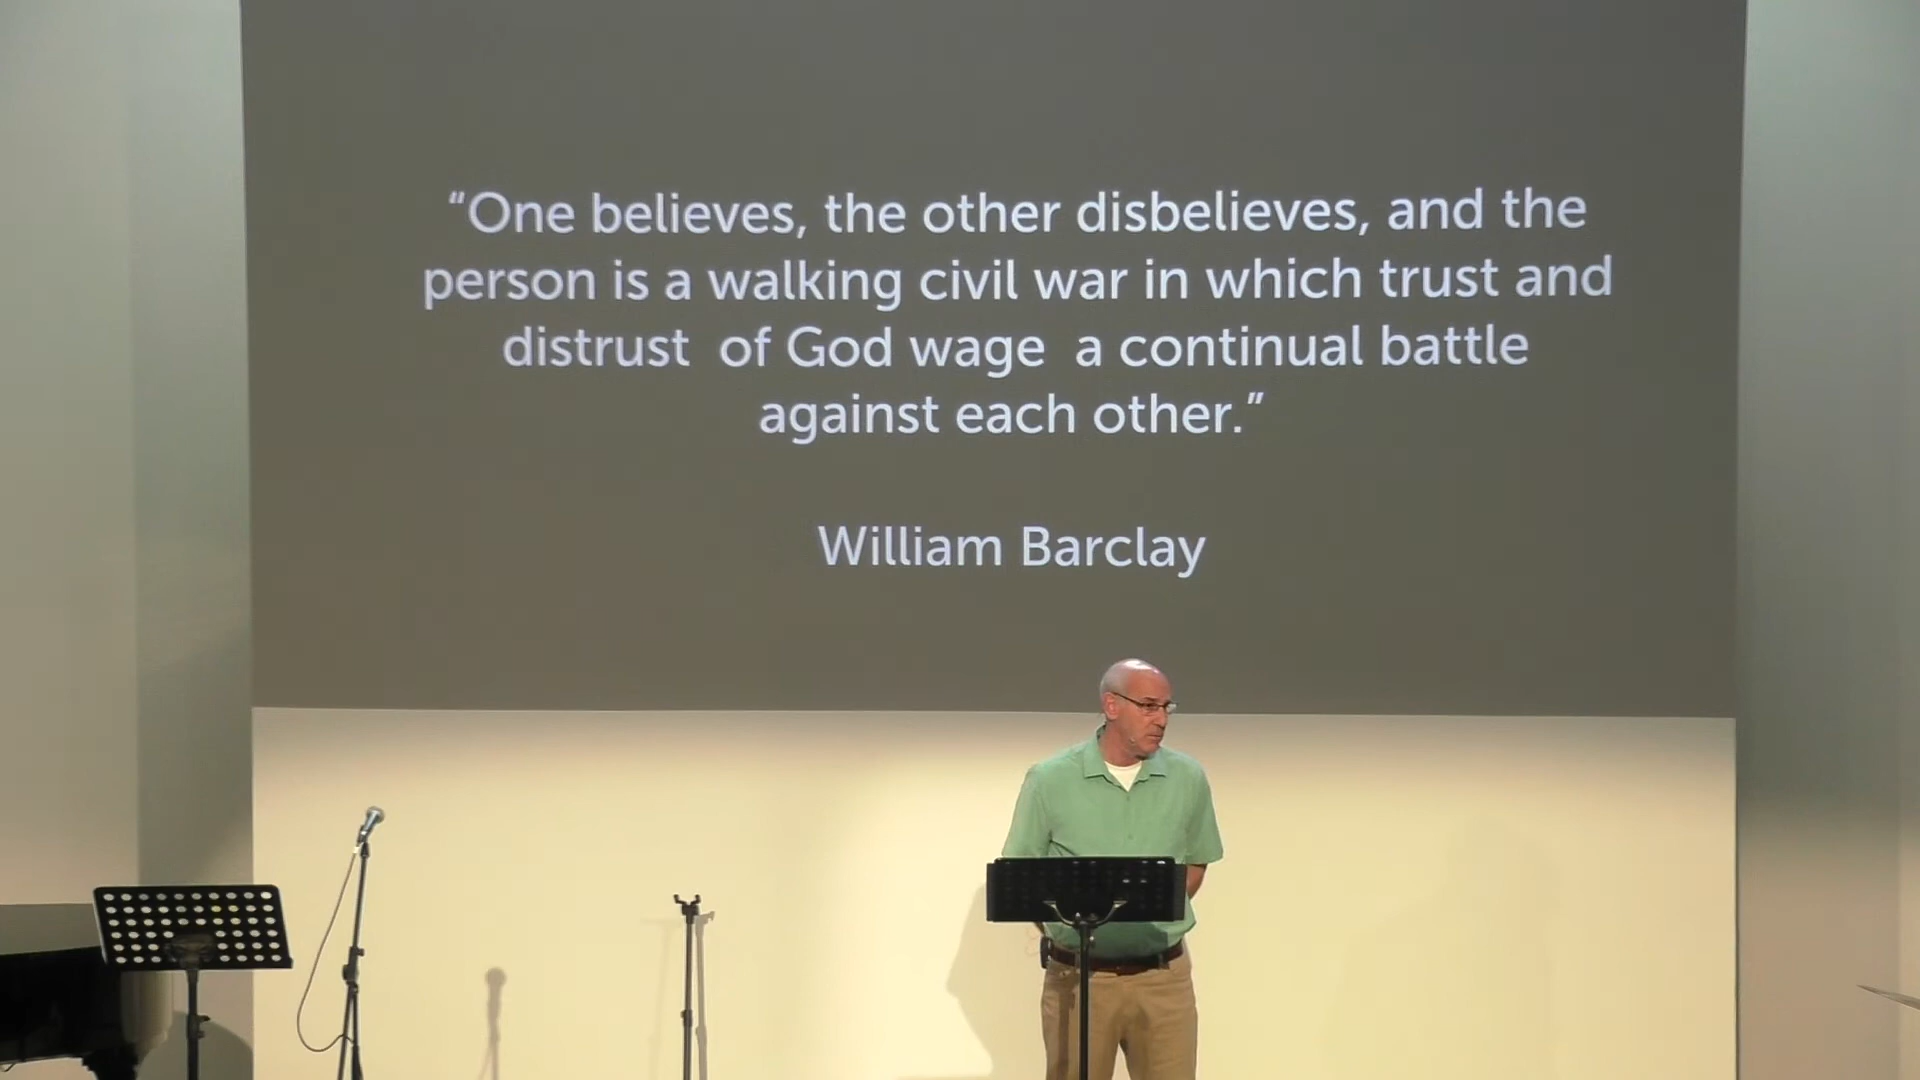 “One believes, the other disbelieves, and the
person is a walking civil war in which trust and
distrust  of God wage  a continual battle
against each other.”
William Barclay